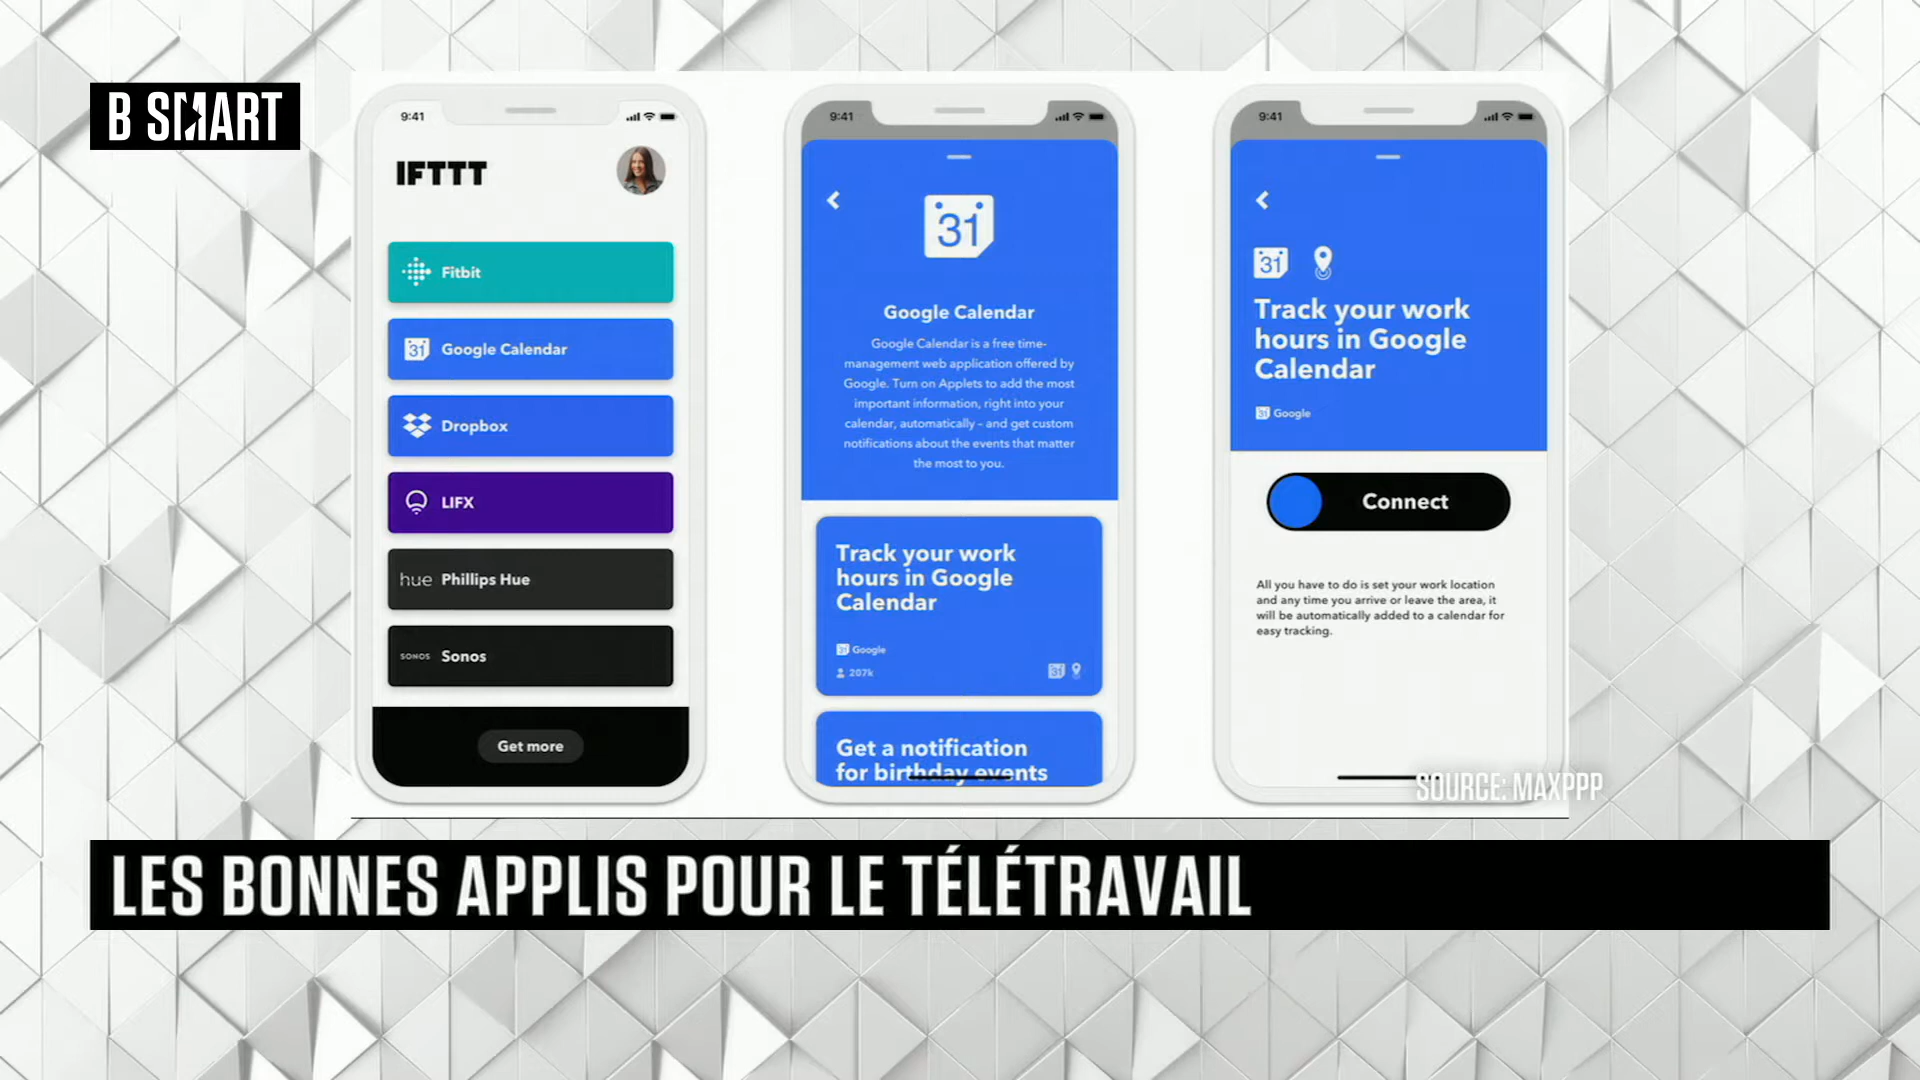 B SMART
9:41
IFTTT
Fitbit
31 Google Calendar
Dropbox
LIFX
hue Phillips Hue
SONOS Sonos
Get more
9:41
31
Google Calendar
Google Calendar is a free time-
management web application offered by
Google. Turn on Applets to add the most
important information, right into your
calendar, automatically – and get custom
notifications about the events that matter
the most to you.
Track your work
hours in Google
Calendar
31 Google
207k
31
Get a notification
for birthday events
9:41
31
Track your work
hours in Google
Calendar
31 Google
Connect
All you have to do is set your work location
and any time you arrive or leave the area, it
will be automatically added to a calendar for
easy tracking.
SOURCE: MAXPPP
LES BONNES APPLIS POUR LE TÉLÉTRAVAIL